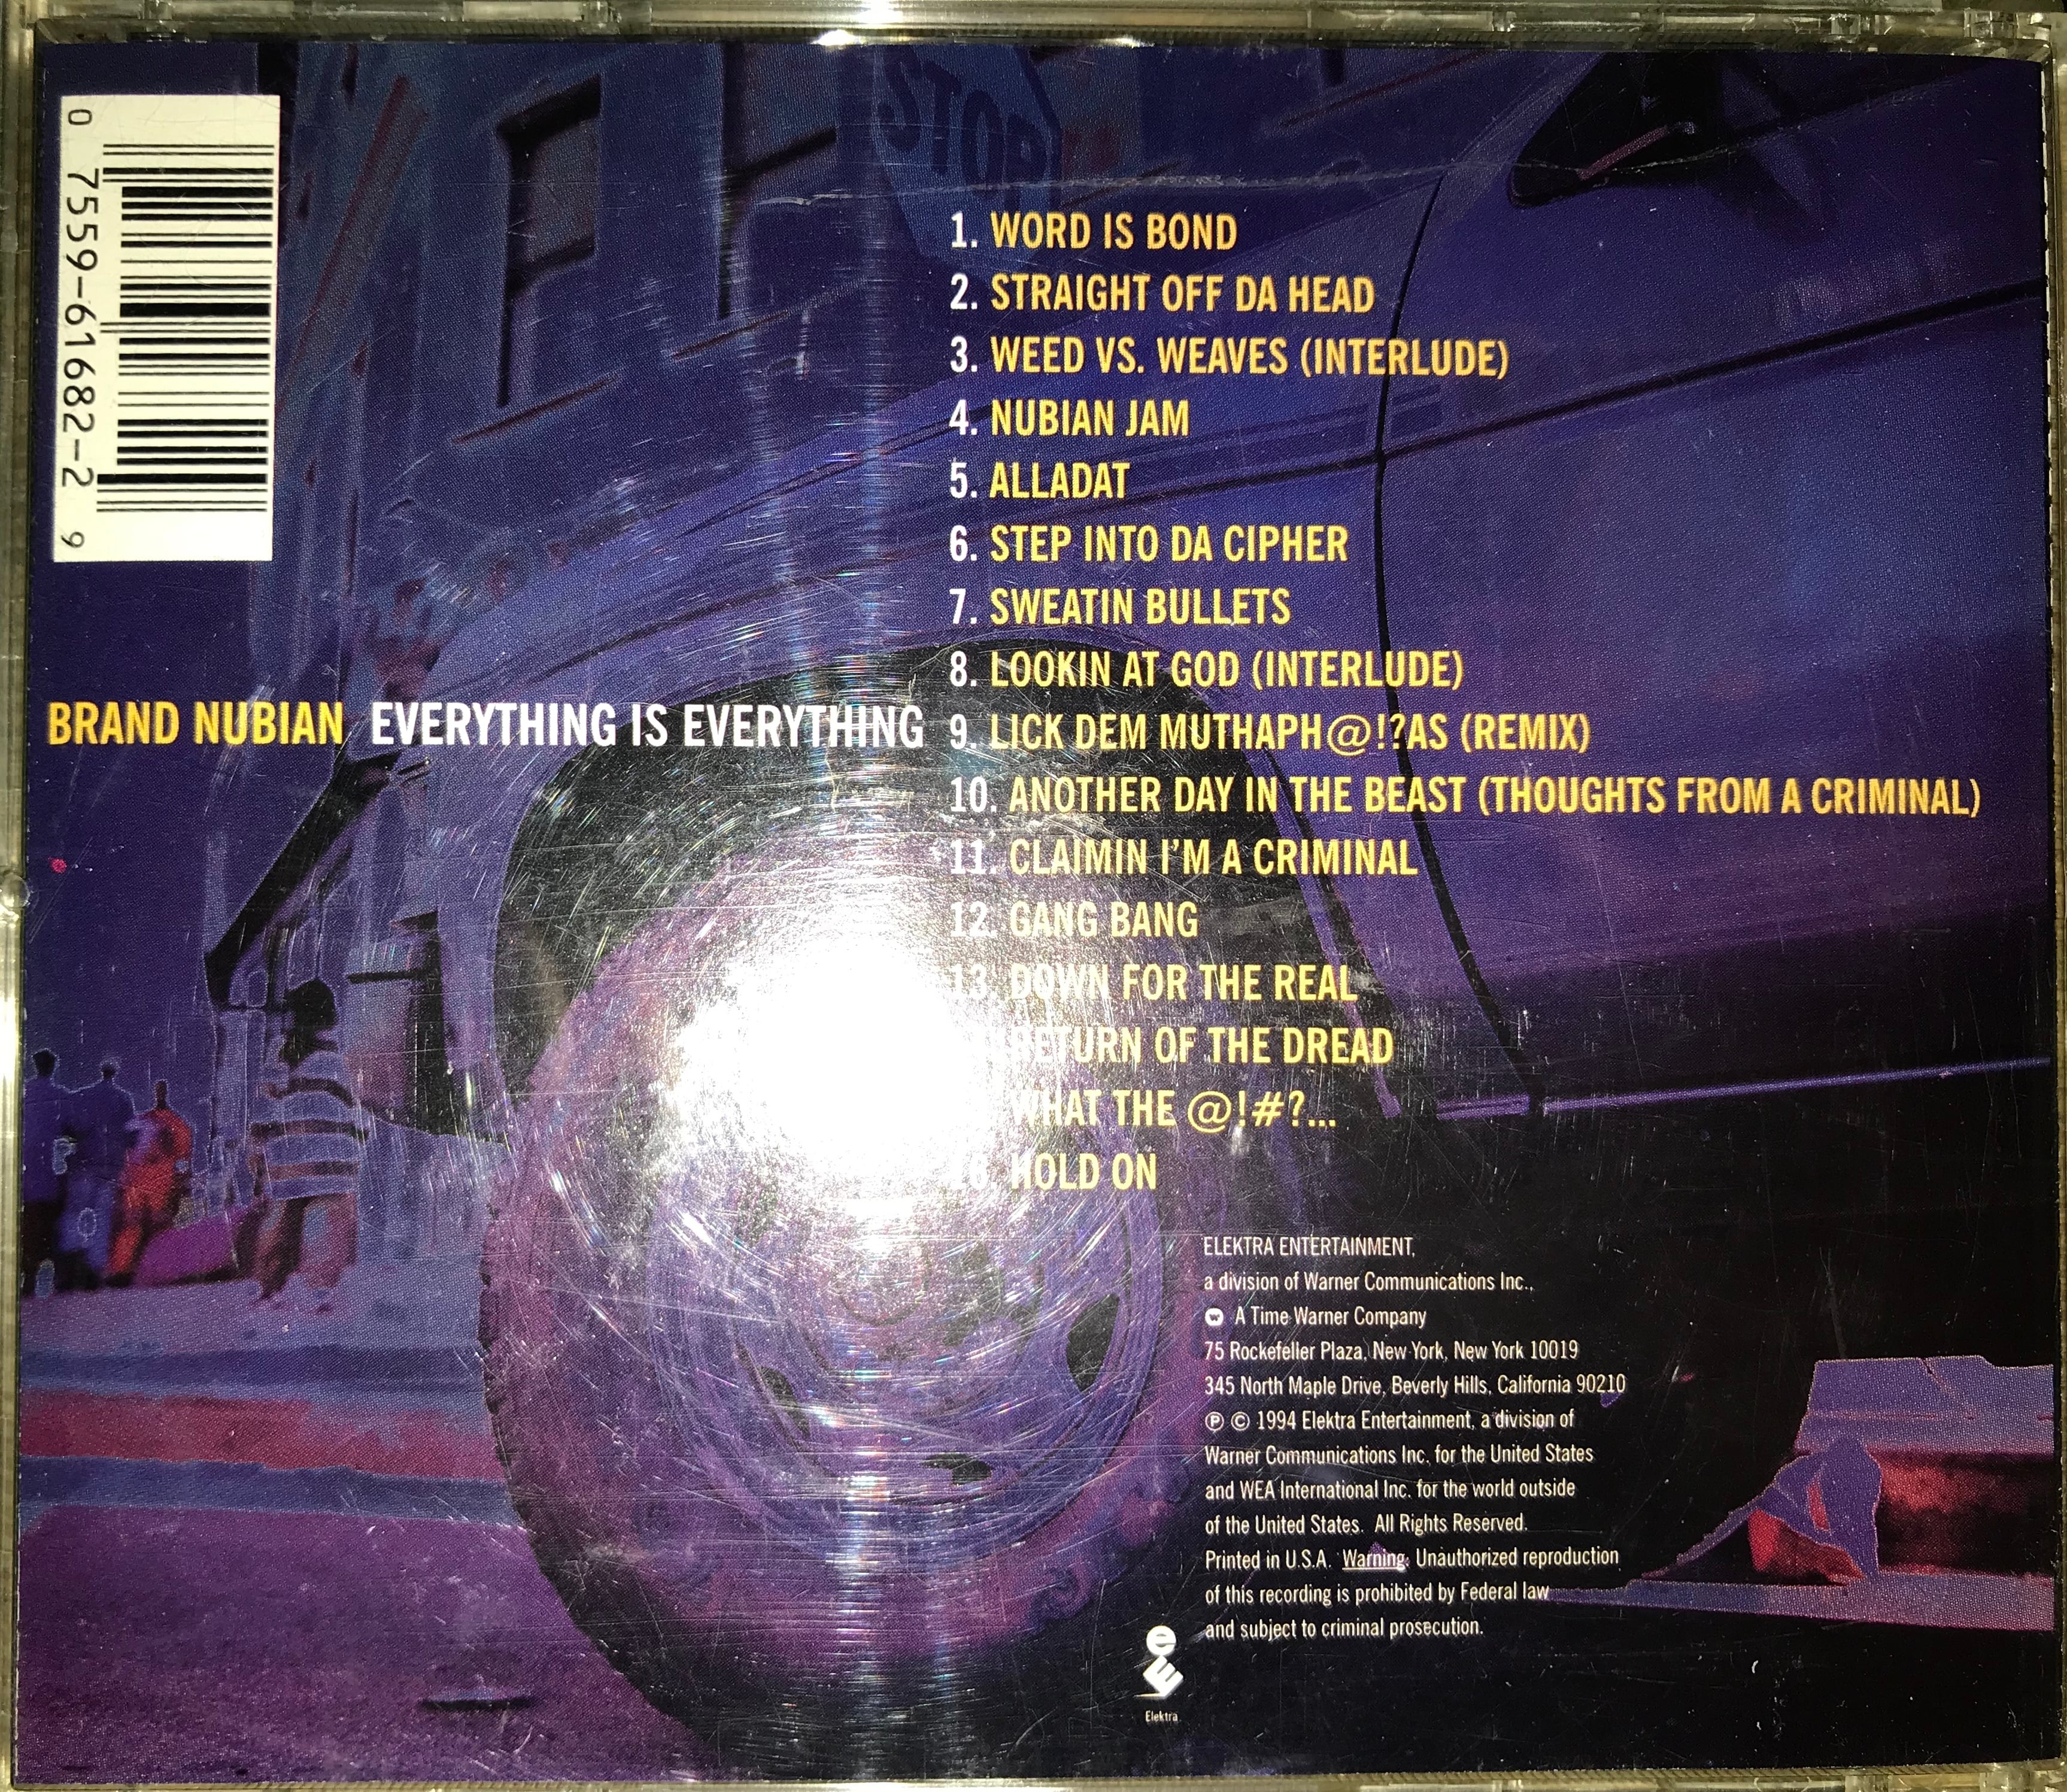 STOP
0 7559-61682-2 9
1. WORD IS BOND
2. STRAIGHT OFF DA HEAD
3. WEED VS. WEAVES (INTERLUDE)
4. NUBIAN JAM
5. ALLADAT
6. STEP INTO DA CIPHER
7. SWEATIN BULLETS
8. LOOKIN AT GOD (INTERLUDE)
BRAND NUBIAN EVERYTHING IS EVERYTHING
9. LICK DEM MUTHAPH@!?AS (REMIX)
10. ANOTHER DAY IN THE BEAST (THOUGHTS FROM A CRIMINAL)
11. CLAIMIN I'M A CRIMINAL
12. GANG BANG
13. DOWN FOR THE REAL
RETURN OF THE DREAD
WHAT THE @!#?...
16. HOLD ON
ELEKTRA ENTERTAINMENT,
a division of Warner Communications Inc.,
A Time Warner Company
75 Rockefeller Plaza, New York, New York 10019
345 North Maple Drive, Beverly Hills, California 90210
℗ © 1994 Elektra Entertainment, a division of
Warner Communications Inc. for the United States
and WEA International Inc. for the world outside
of the United States. All Rights Reserved.
Printed in U.S.A. Warning: Unauthorized reproduction
of this recording is prohibited by Federal law
and subject to criminal prosecution.
Elektra